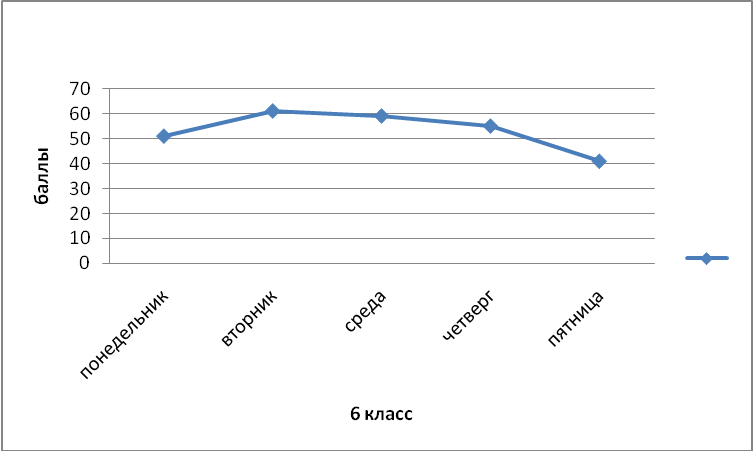 70
60
50
40
30
20
10
0
баллы
понедельник
вторник
среда
четверг
пятница
6 класс